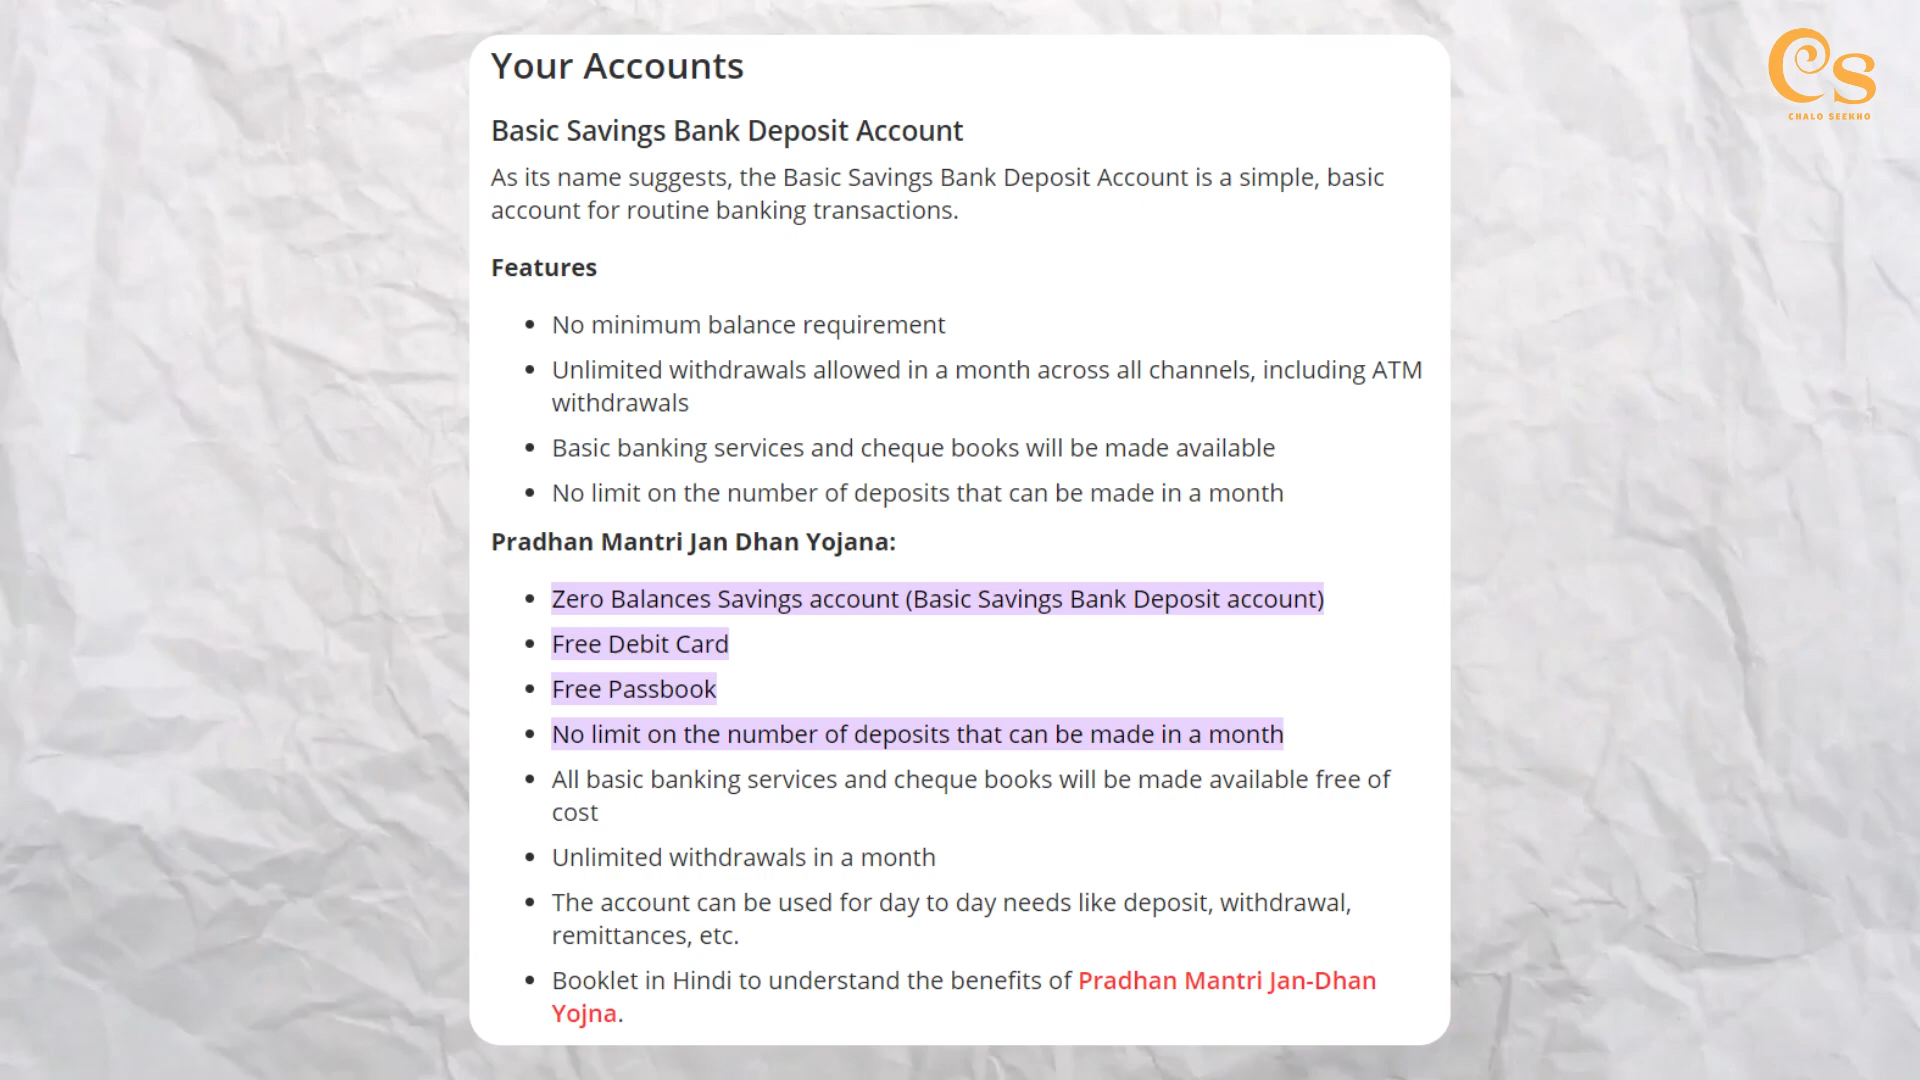 Your Accounts
Basic Savings Bank Deposit Account
As its name suggests, the Basic Savings Bank Deposit Account is a simple, basic
account for routine banking transactions.
Features
• No minimum balance requirement
• Unlimited withdrawals allowed in a month across all channels, including ATM
withdrawals
• Basic banking services and cheque books will be made available
• No limit on the number of deposits that can be made in a month
Pradhan Mantri Jan Dhan Yojana:
• Zero Balances Savings account (Basic Savings Bank Deposit account)
• Free Debit Card
• Free Passbook
• No limit on the number of deposits that can be made in a month
• All basic banking services and cheque books will be made available free of
cost
• Unlimited withdrawals in a month
• The account can be used for day to day needs like deposit, withdrawal,
remittances, etc.
• Booklet in Hindi to understand the benefits of Pradhan Mantri Jan-Dhan
Yojna.
CS
CHALO SEEKHO